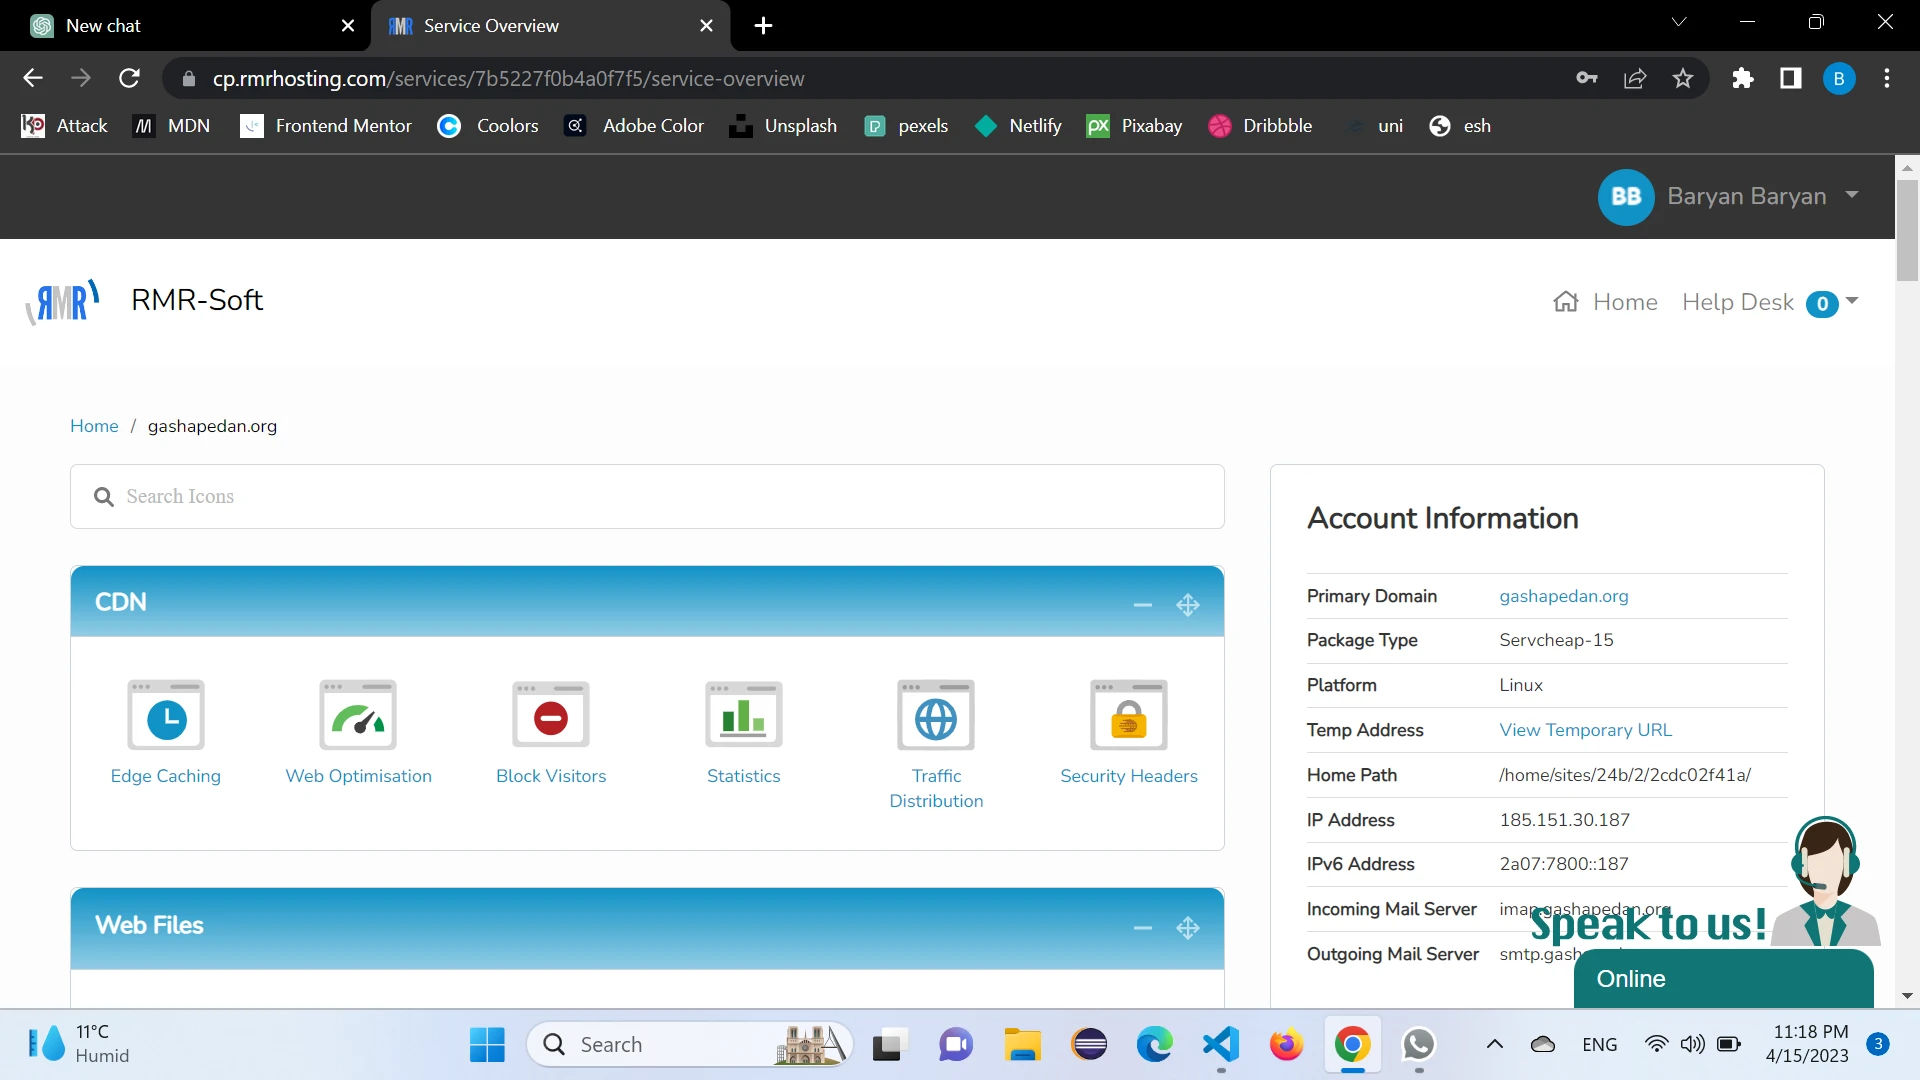 New chat
Service Overview
cp.rmrhosting.com/services/7b5227f0b4a0f7f5/service-overview
B
Attack MDN Frontend Mentor Coolors Adobe Color Unsplash pexels Netlify Pixabay Dribbble uni esh
BB Baryan Baryan
RMR RMR-Soft
Home Help Desk 0
Home / gashapedan.org
Search Icons
CDN
Edge Caching Web Optimisation Block Visitors Statistics Traffic Distribution Security Headers
Web Files
Account Information
Primary Domain gashapedan.org
Package Type Servcheap-15
Platform Linux
Temp Address View Temporary URL
Home Path /home/sites/24b/2/2cdc02f41a/
IP Address 185.151.30.187
IPv6 Address 2a07:7800::187
Incoming Mail Server imap.gashapedan.org
Outgoing Mail Server
Speak to us!
Online
11°C
Humid
Search
ENG
11:18 PM
4/15/2023
3